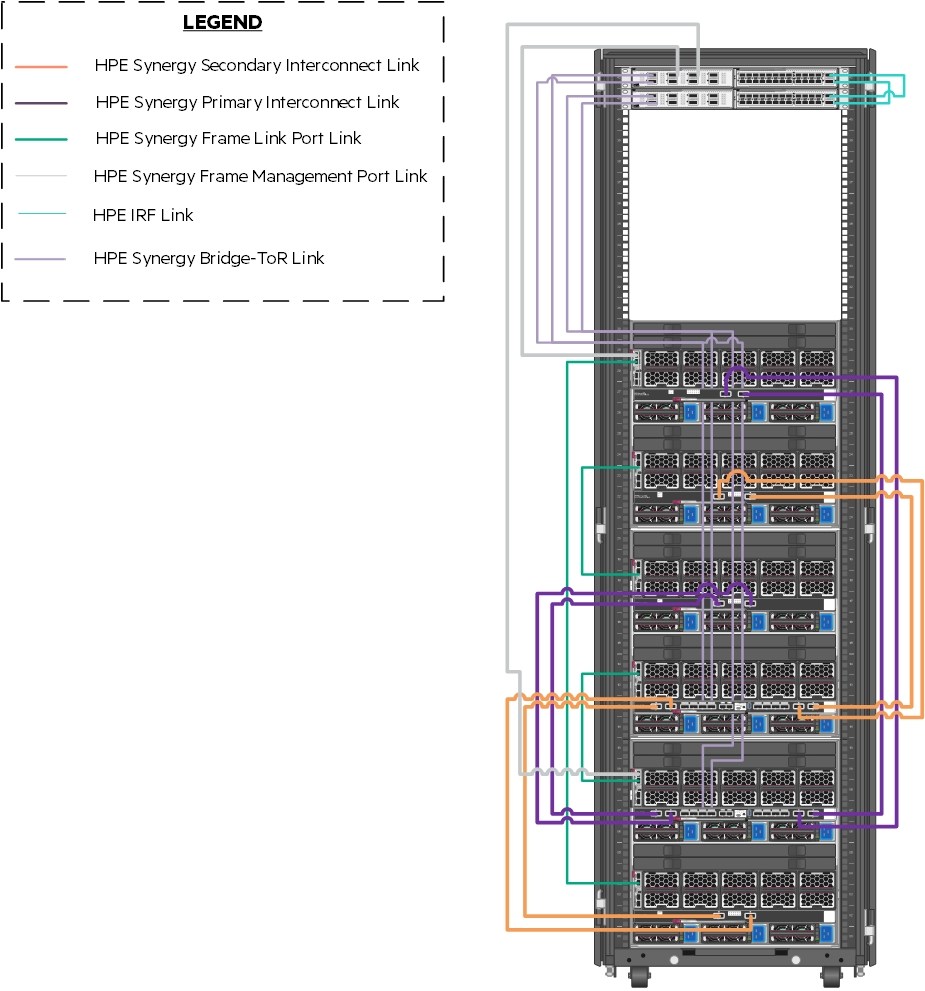 LEGEND
HPE Synergy Secondary Interconnect Link
HPE Synergy Primary Interconnect Link
HPE Synergy Frame Link Port Link
HPE Synergy Frame Management Port Link
HPE IRF Link
HPE Synergy Bridge-ToR Link